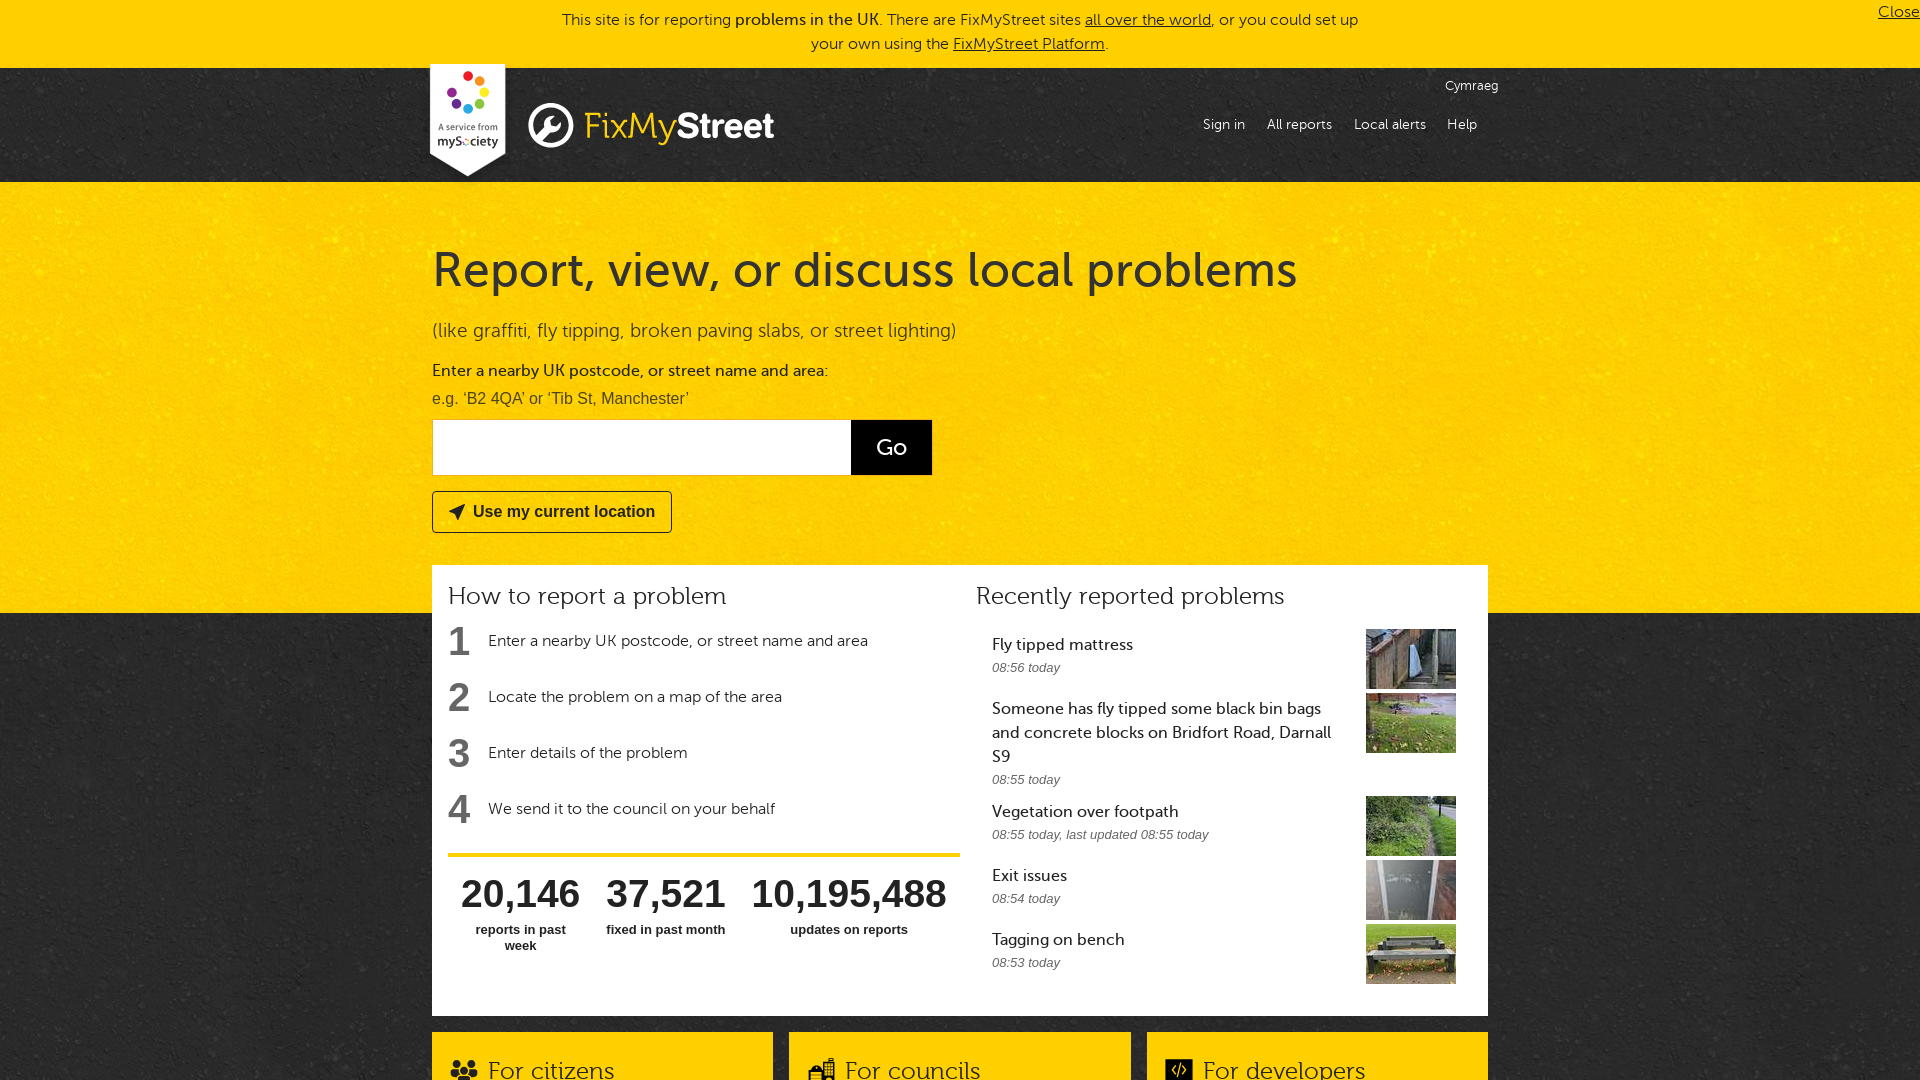 This site is for reporting problems in the UK. There are FixMyStreet sites all over the world, or you could set up
your own using the FixMyStreet Platform.
Close
A service from
mySociety
FixMyStreet
Cymraeg
Sign in
All reports
Local alerts
Help
Report, view, or discuss local problems
(like graffiti, fly tipping, broken paving slabs, or street lighting)
Enter a nearby UK postcode, or street name and area:
e.g. ‘B2 4QA’ or ‘Tib St, Manchester’
Go
Use my current location
How to report a problem
1 Enter a nearby UK postcode, or street name and area
2 Locate the problem on a map of the area
3 Enter details of the problem
4 We send it to the council on your behalf
20,146
reports in past
week
37,521
fixed in past month
10,195,488
updates on reports
Recently reported problems
Fly tipped mattress
08:56 today
Someone has fly tipped some black bin bags
and concrete blocks on Bridfort Road, Darnall
S9
08:55 today
Vegetation over footpath
08:55 today, last updated 08:55 today
Exit issues
08:54 today
Tagging on bench
08:53 today
For citizens
For councils
For developers